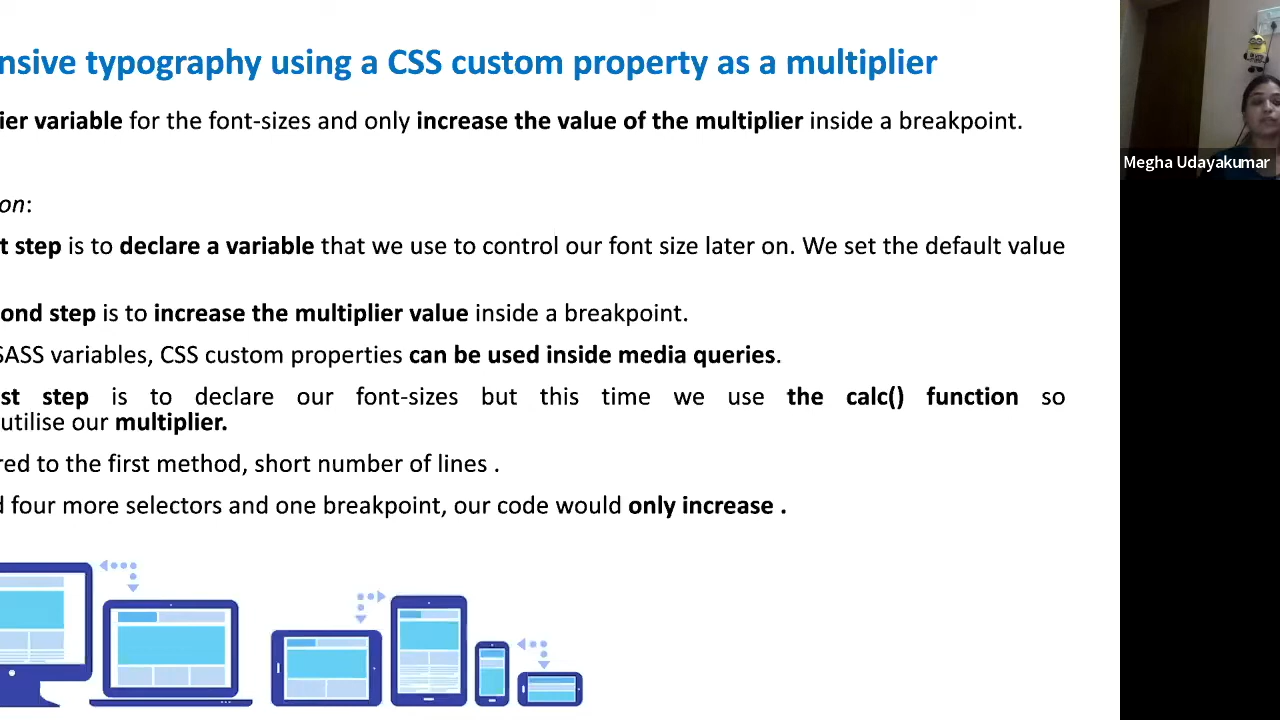 nsive typography using a CSS custom property as a multiplier
ier variable for the font-sizes and only increase the value of the multiplier inside a breakpoint.
on:
t step is to declare a variable that we use to control our font size later on. We set the default value
ond step is to increase the multiplier value inside a breakpoint.
SASS variables, CSS custom properties can be used inside media queries.
st step is to declare our font-sizes but this time we use the calc() function so
utilise our multiplier.
red to the first method, short number of lines .
d four more selectors and one breakpoint, our code would only increase .
Megha Udayakumar